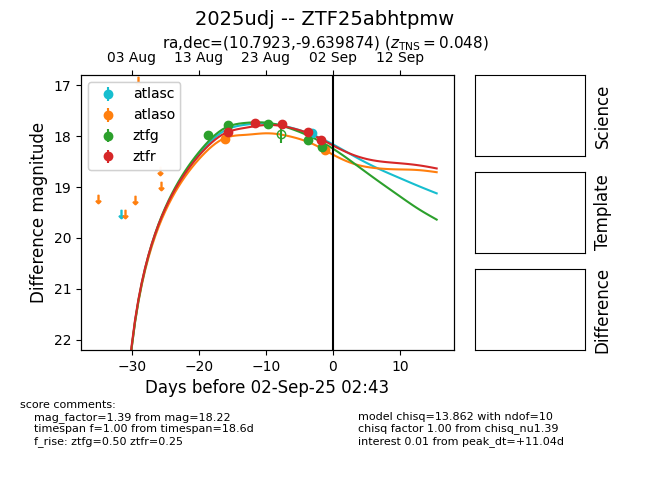 2025udj -- ZTF25abhtpmw
ra,dec=(10.7923,-9.639874) (z_TNS = 0.048)
03 Aug 13 Aug 23 Aug 02 Sep 12 Sep
17
18
19
20
21
22
Difference magnitude
atlasc
atlaso
ztfg
ztfr
−30 −20 −10 0 10
Days before 02-Sep-25 02:43
Science
Template
Difference
score comments:
mag_factor=1.39 from mag=18.22
timespan f=1.00 from timespan=18.6d
f_rise: ztfg=0.50 ztfr=0.25
model chisq=13.862 with ndof=10
chisq factor 1.00 from chisq_nu1.39
interest 0.01 from peak_dt=+11.04d